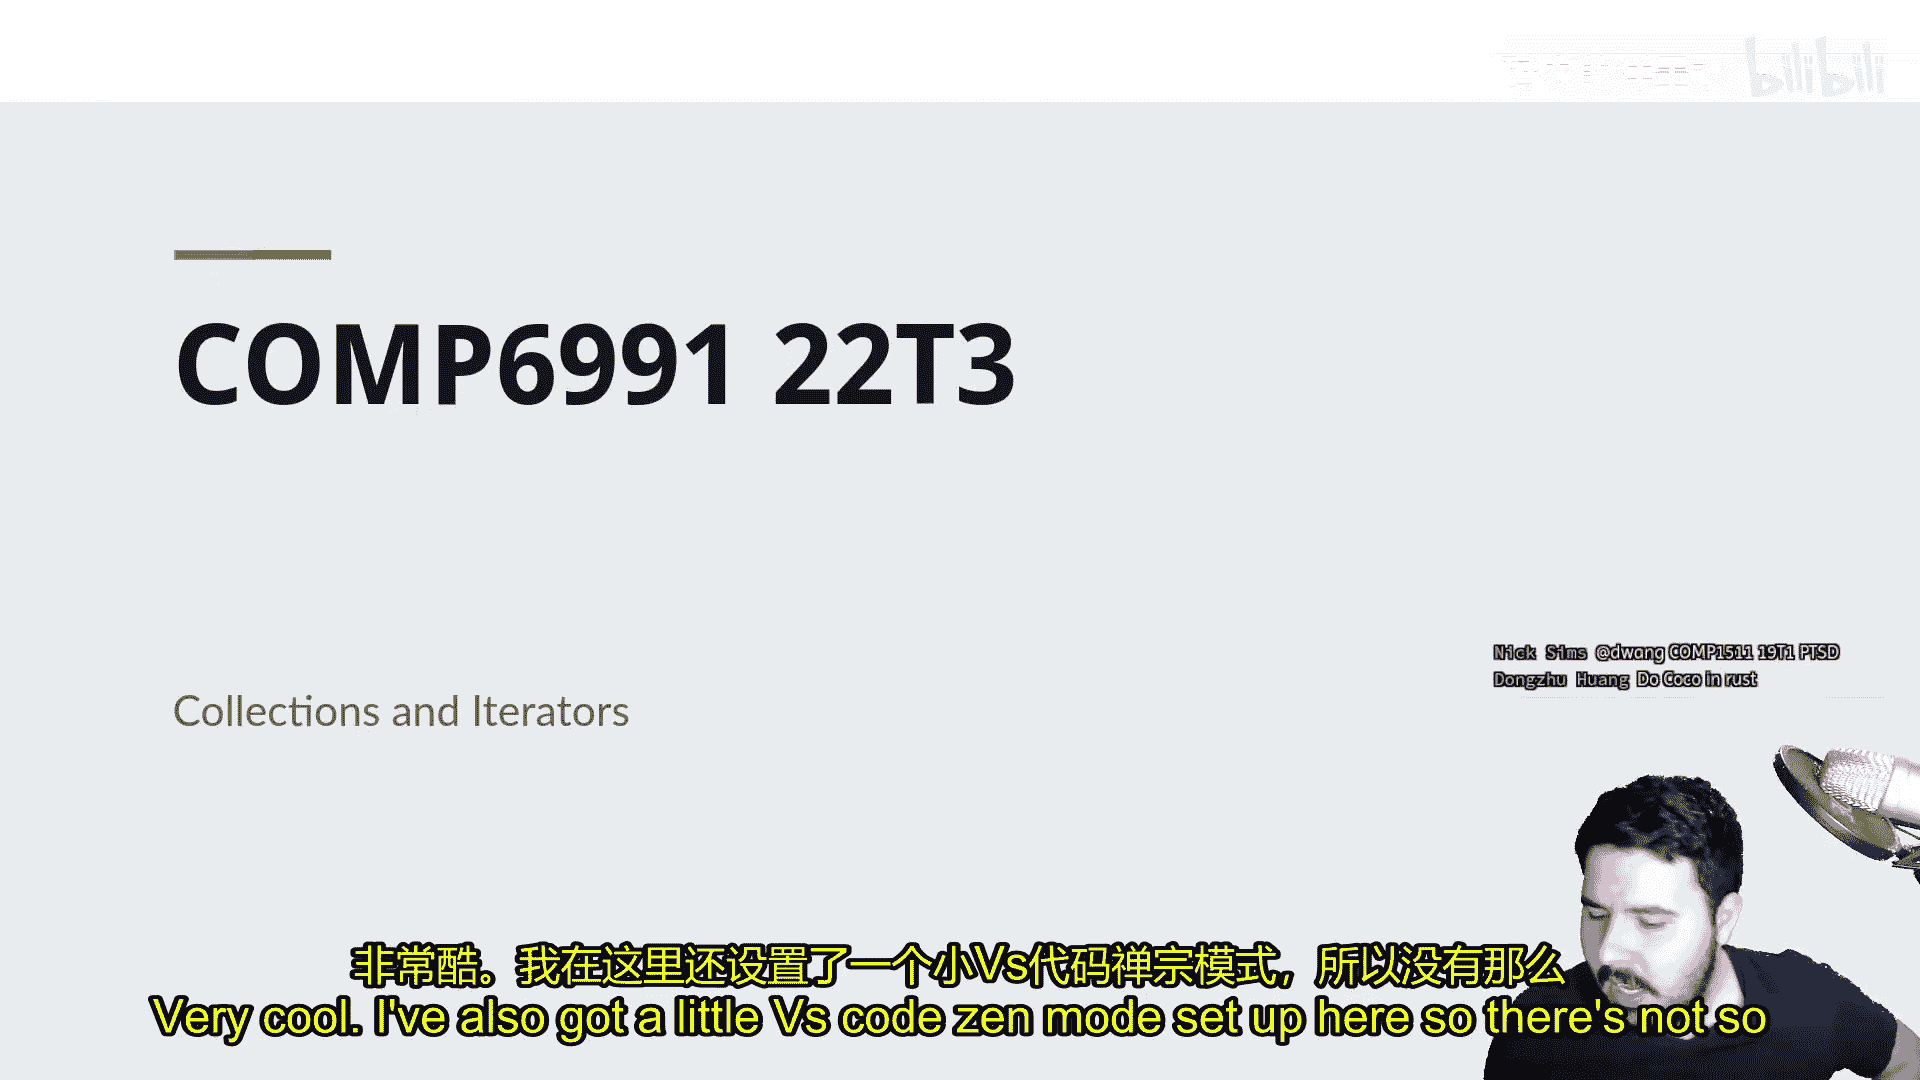 bilibili
COMP6991 22T3
Nick Sims @dwang COMP1511 19T1 PTSD
Dongzhu Huang Do Coco in rust
Collections and Iterators
非常酷。我在这里还设置了一个小Vs代码禅宗模式，所以没有那么
Very cool. I've also got a little Vs code zen mode set up here so there's not so